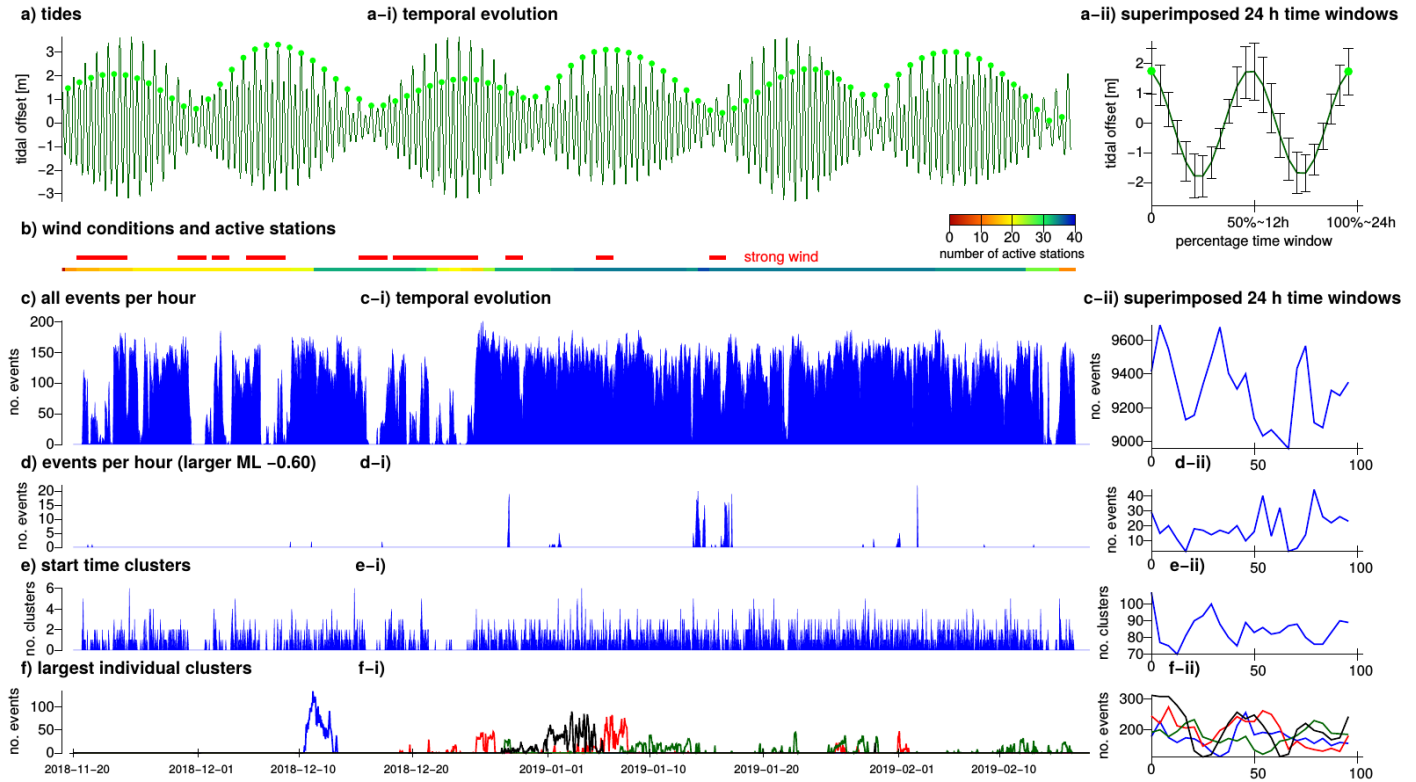 a) tides
a−i) temporal evolution
a−ii) superimposed 24 h time windows
tidal offset [m]
3
2
1
0
−1
−2
−3
tidal offset [m]
2
1
0
−1
−2
0
50%~12h
100%~24h
percentage time window
b) wind conditions and active stations
strong wind
0
10
20
30
40
number of active stations
c) all events per hour
c−i) temporal evolution
c−ii) superimposed 24 h time windows
no. events
200
150
100
50
0
no. events
9600
9400
9200
9000
0
50
100
d) events per hour (larger ML −0.60)
d−i)
d−ii)
no. events
20
15
10
5
0
no. events
40
30
20
10
0
50
100
e) start time clusters
e−i)
e−ii)
no. clusters
6
4
2
0
no. clusters
100
90
80
70
0
50
100
f) largest individual clusters
f−i)
f−ii)
no. events
100
50
0
2018−11−20
2018−12−01
2018−12−10
2018−12−20
2019−01−01
2019−01−10
2019−01−20
2019−02−01
2019−02−10
no. events
300
200
0
50
100